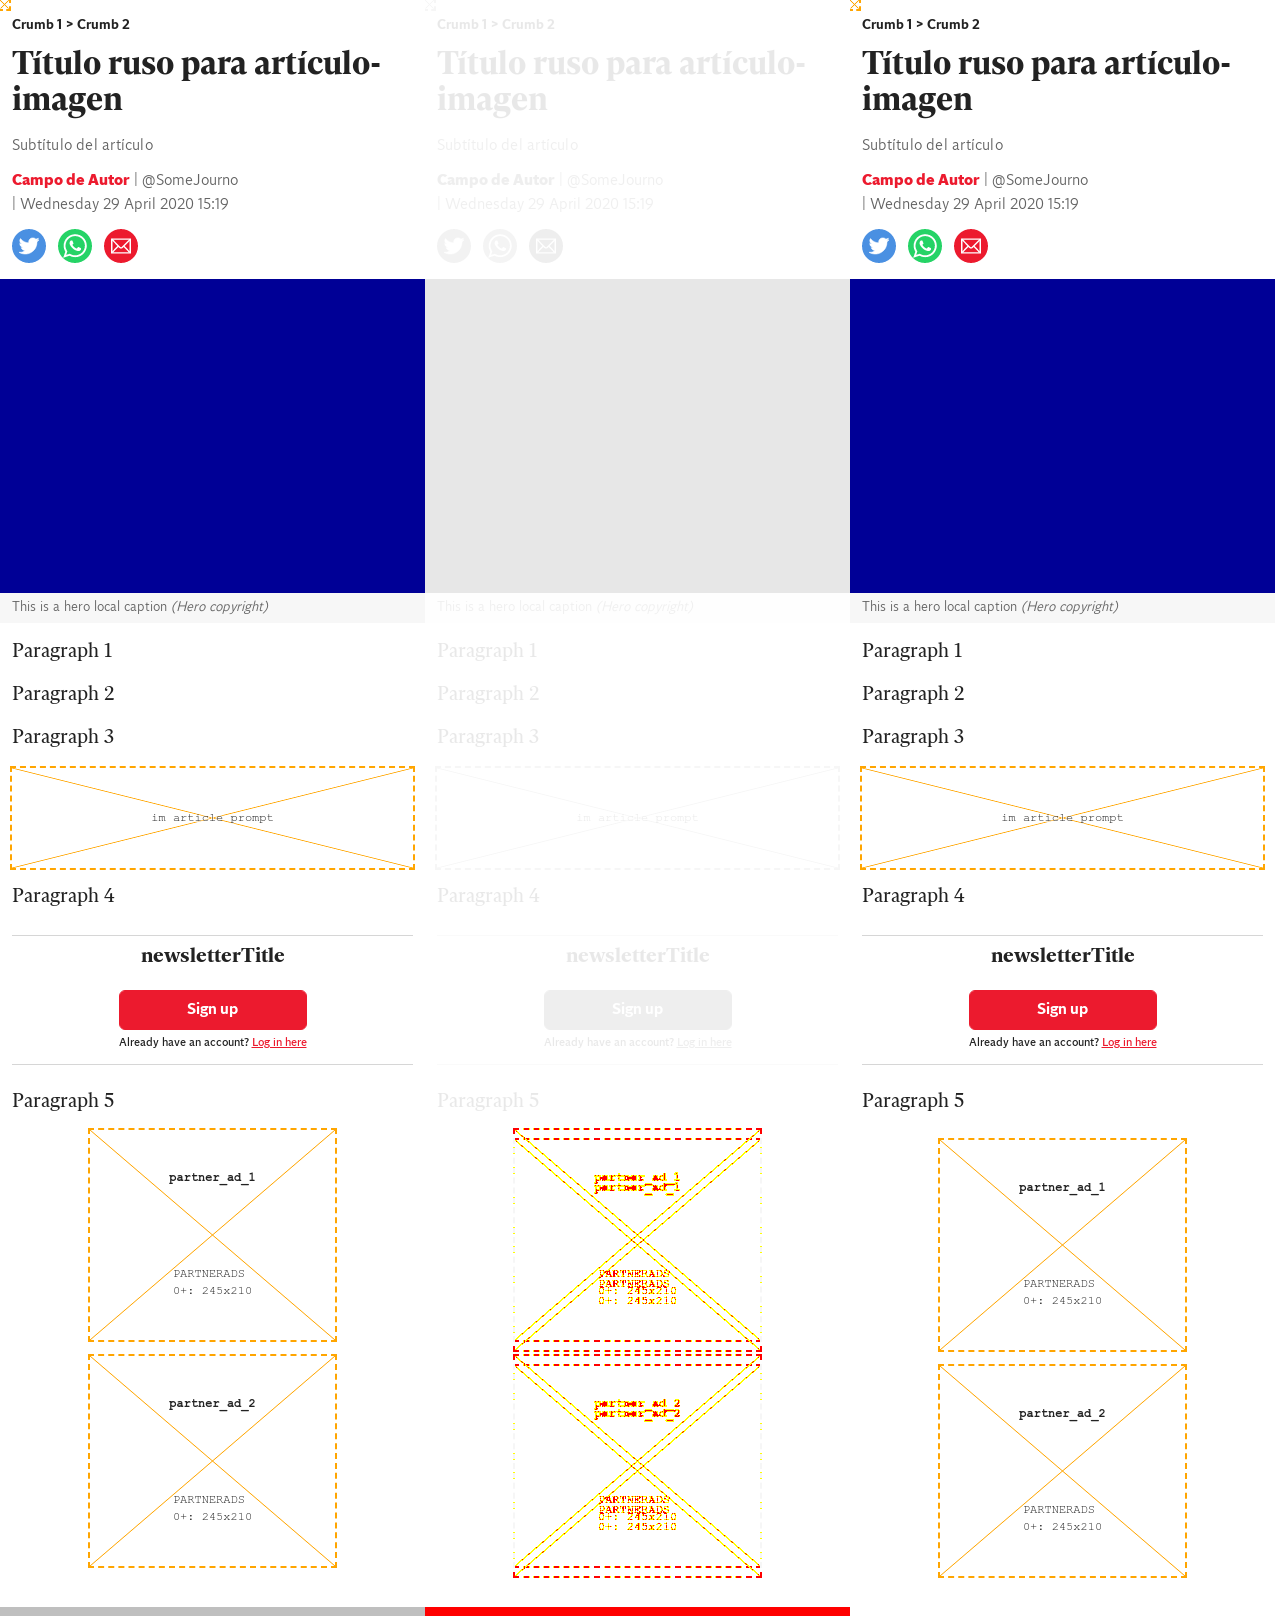 Crumb 1 > Crumb 2
Título ruso para artículo-
imagen
Subtítulo del artículo
Campo de Autor | @SomeJourno
| Wednesday 29 April 2020 15:19
This is a hero local caption (Hero copyright)
Paragraph 1
Paragraph 2
Paragraph 3
im article prompt
Paragraph 4
newsletterTitle
Sign up
Already have an account? Log in here
Paragraph 5
partner_ad_1
PARTNERADS
0+: 245x210
partner_ad_2
PARTNERADS
0+: 245x210
Crumb 1 > Crumb 2
Título ruso para artículo-
imagen
Subtítulo del artículo
Campo de Autor | @SomeJourno
| Wednesday 29 April 2020 15:19
This is a hero local caption (Hero copyright)
Paragraph 1
Paragraph 2
Paragraph 3
im article prompt
Paragraph 4
newsletterTitle
Sign up
Already have an account? Log in here
Paragraph 5
partner_ad_1
partner_ad_1
PARTNERADS
PARTNERADS
0+: 245x210
0+: 245x210
partner_ad_2
partner_ad_2
PARTNERADS
PARTNERADS
0+: 245x210
0+: 245x210
Crumb 1 > Crumb 2
Título ruso para artículo-
imagen
Subtítulo del artículo
Campo de Autor | @SomeJourno
| Wednesday 29 April 2020 15:19
This is a hero local caption (Hero copyright)
Paragraph 1
Paragraph 2
Paragraph 3
im article prompt
Paragraph 4
newsletterTitle
Sign up
Already have an account? Log in here
Paragraph 5
partner_ad_1
PARTNERADS
0+: 245x210
partner_ad_2
PARTNERADS
0+: 245x210